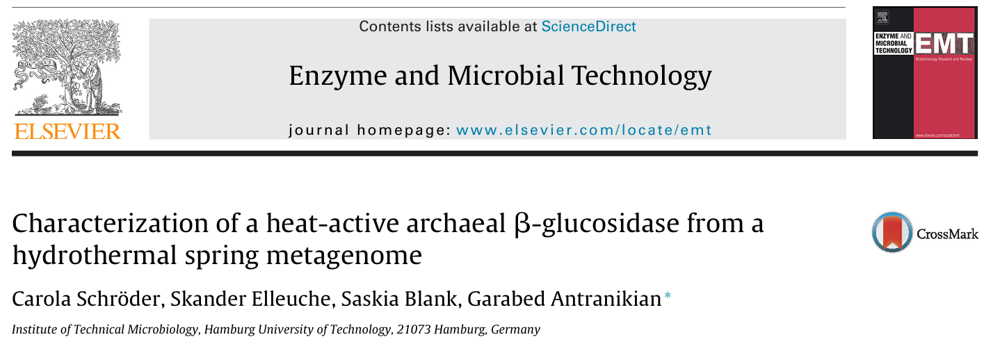 NON SOLUS
ELSEVIER
Contents lists available at ScienceDirect
Enzyme and Microbial Technology
journal homepage: www.elsevier.com/locate/emt
ELSEVIER
ENZYME AND
MICROBIAL
TECHNOLOGY
EMT
Biotechnology Research and Reviews
www.elsevier.com/locate/emt
Characterization of a heat-active archaeal β-glucosidase from a
hydrothermal spring metagenome
CrossMark
Carola Schröder, Skander Elleuche, Saskia Blank, Garabed Antranikian*
Institute of Technical Microbiology, Hamburg University of Technology, 21073 Hamburg, Germany